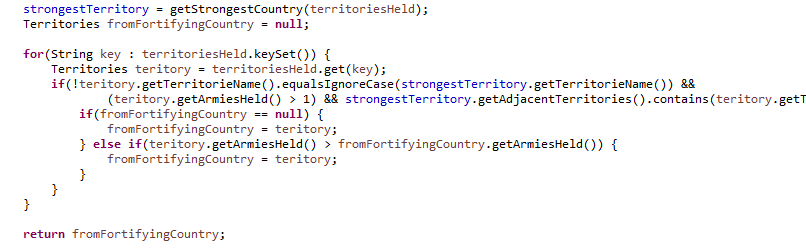 strongestTerritory = getStrongestCountry(territoriesHeld);
Territories fromFortifyingCountry = null;
for(String key : territoriesHeld.keySet()) {
Territories teritory = territoriesHeld.get(key);
if(!teritory.getTerritorieName().equalsIgnoreCase(strongestTerritory.getTerritorieName()) &&
(teritory.getArmiesHeld() > 1) && strongestTerritory.getAdjacentTerritories().contains(teritory.getT
if(fromFortifyingCountry == null) {
fromFortifyingCountry = teritory;
} else if(teritory.getArmiesHeld() > fromFortifyingCountry.getArmiesHeld()) {
fromFortifyingCountry = teritory;
}
}
}
return fromFortifyingCountry;